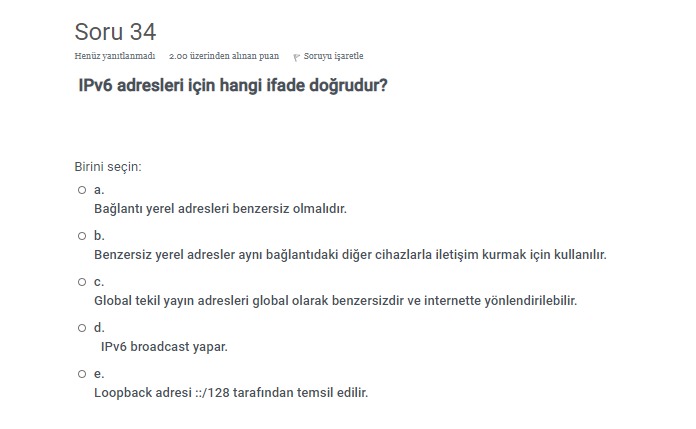 Soru 34
Henüz yanıtlanmadı 2.00 üzerinden alınan puan Soruyu işaretle
IPv6 adresleri için hangi ifade doğrudur?
Birini seçin:
a.
Bağlantı yerel adresleri benzersiz olmalıdır.
b.
Benzersiz yerel adresler aynı bağlantıdaki diğer cihazlarla iletişim kurmak için kullanılır.
c.
Global tekil yayın adresleri global olarak benzersizdir ve internette yönlendirilebilir.
d.
IPv6 broadcast yapar.
e.
Loopback adresi ::/128 tarafından temsil edilir.